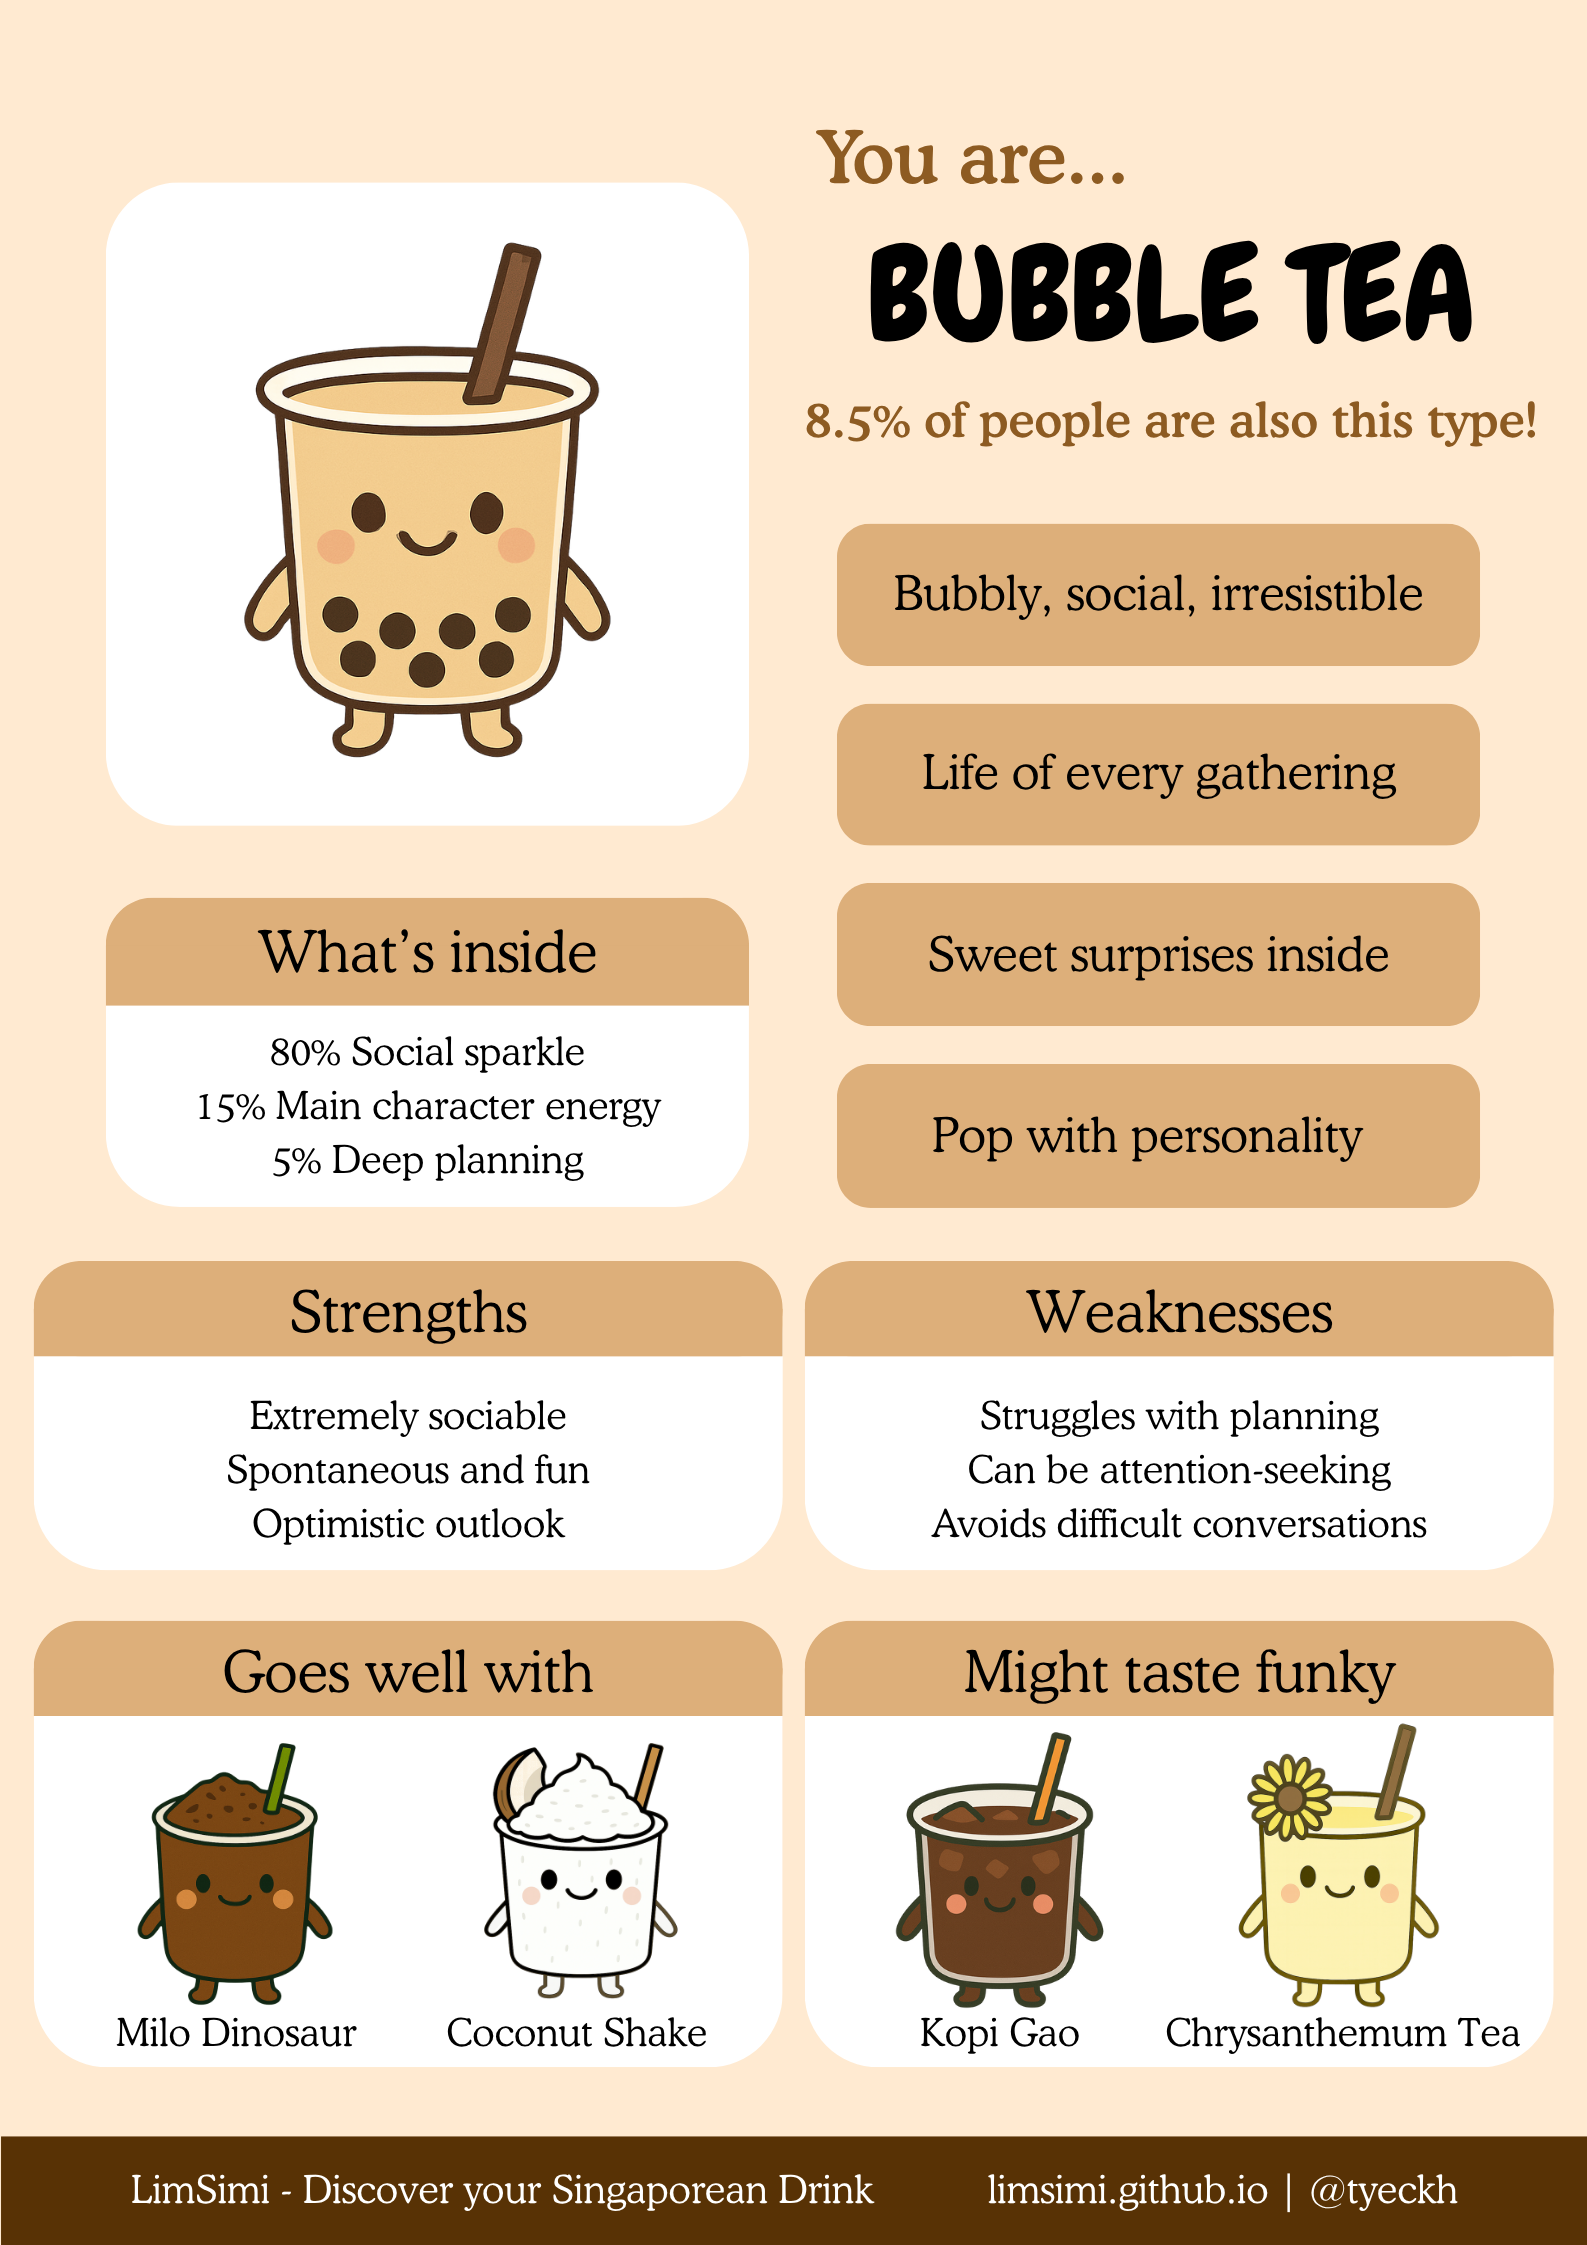 You are...
BUBBLE TEA
8.5% of people are also this type!
Bubbly, social, irresistible
Life of every gathering
Sweet surprises inside
Pop with personality
What’s inside
80% Social sparkle
15% Main character energy
5% Deep planning
Strengths
Extremely sociable
Spontaneous and fun
Optimistic outlook
Weaknesses
Struggles with planning
Can be attention-seeking
Avoids difficult conversations
Goes well with
Milo Dinosaur
Coconut Shake
Might taste funky
Kopi Gao
Chrysanthemum Tea
LimSimi - Discover your Singaporean Drink
limsimi.github.io | @tyeckh